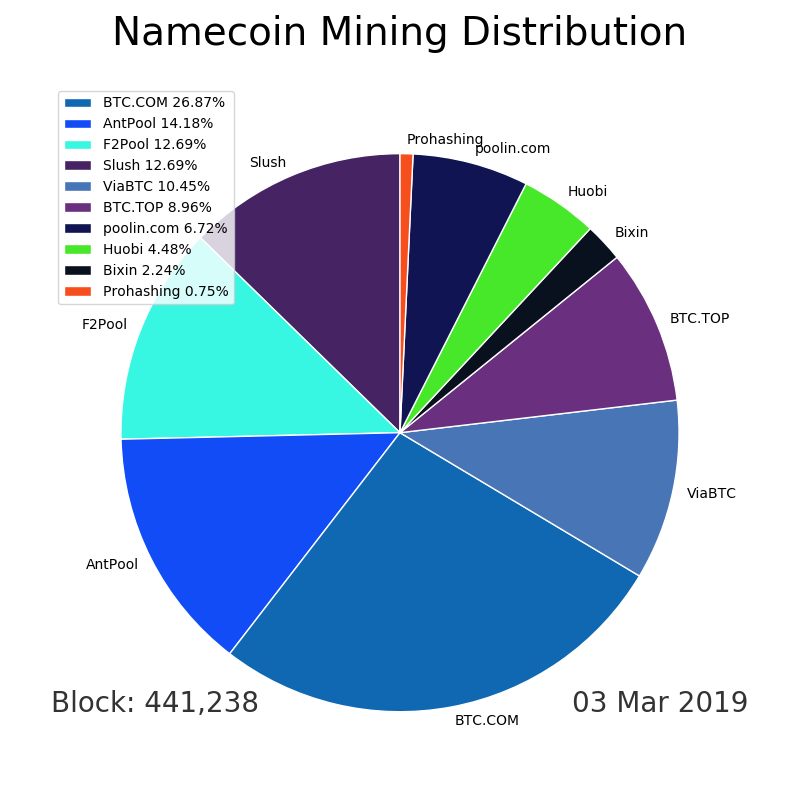 Namecoin Mining Distribution
BTC.COM 26.87%
AntPool 14.18%
F2Pool 12.69%
Slush 12.69%
ViaBTC 10.45%
BTC.TOP 8.96%
poolin.com 6.72%
Huobi 4.48%
Bixin 2.24%
Prohashing 0.75%
Prohashing
poolin.com
Slush
Huobi
Bixin
BTC.TOP
F2Pool
ViaBTC
AntPool
BTC.COM
Block: 441,238
03 Mar 2019